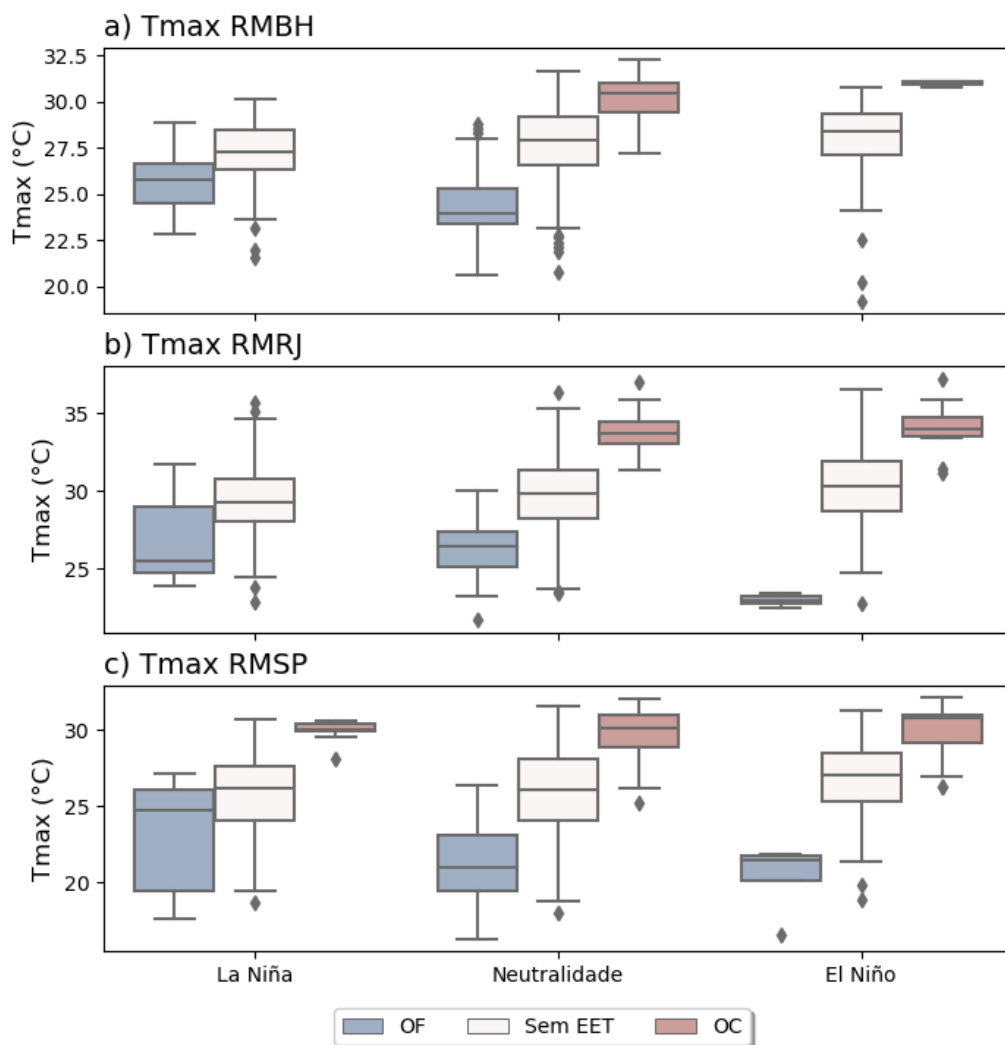 a) Tmax RMBH
Tmax (°C)
32.5
30.0
27.5
25.0
22.5
20.0
b) Tmax RMRJ
Tmax (°C)
35
30
25
c) Tmax RMSP
Tmax (°C)
30
25
20
La Niña Neutralidade El Niño
OF Sem EET OC